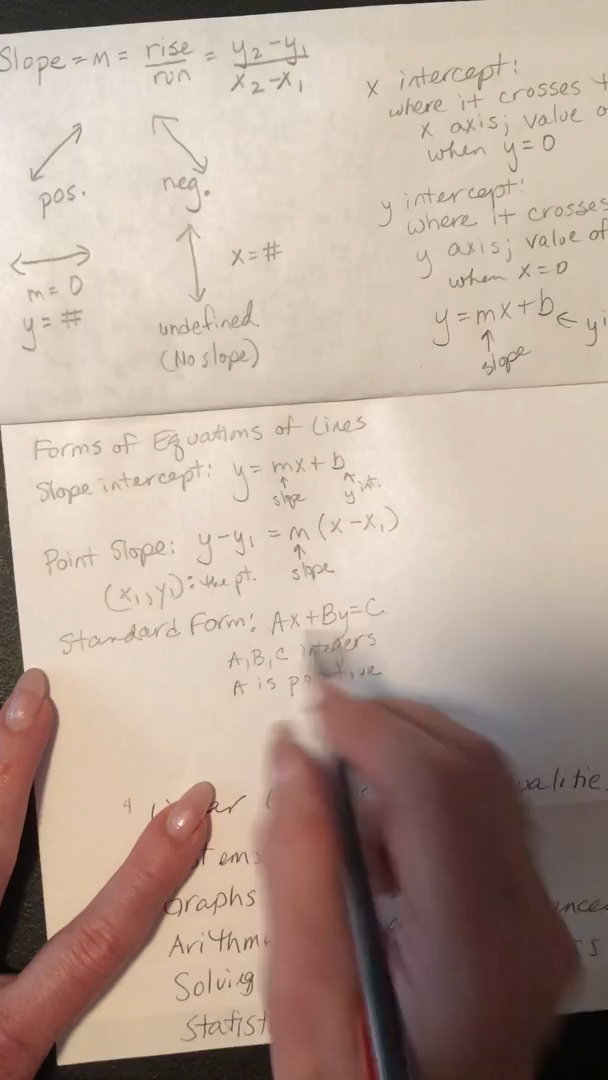 Slope = m = rise/run = y₂-y₁/x₂-x₁
pos.
neg.
m = 0
y = #
x = #
undefined
(No slope)
x intercept:
where it crosses
x axis; value
when y=0
y intercept:
where it crosses
y axis; value of
when x=0
y=mx+b ←
slope
Forms of Equations of Lines
Slope intercept: y=mx+b
slope
y int.
Point Slope: y-y₁ = m(x-x₁)
(x₁,y₁): the pt.
slope
Standard Form: Ax+By=C
A,B,C integers
A is positive
4
Graphs
Solving